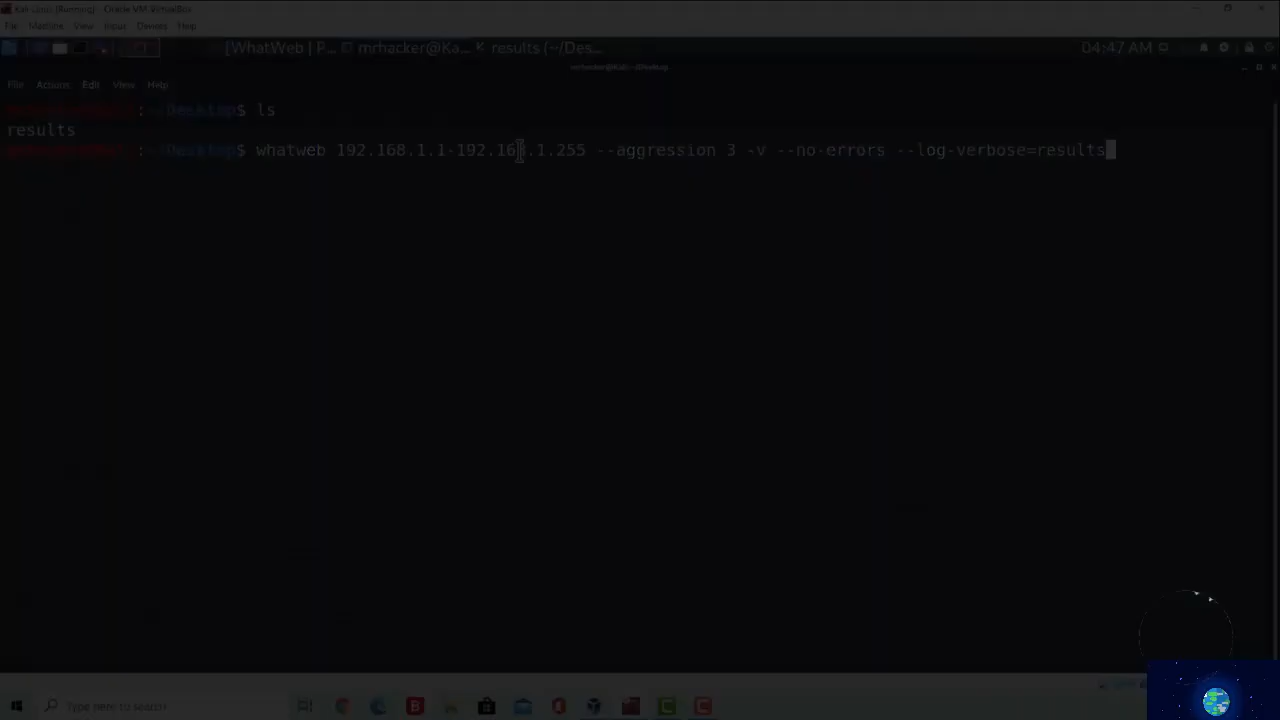 Kali Linux [Running] - Oracle VM VirtualBox
File Machine View Input Devices Help
[WhatWeb | P... mrhacker@Ka... results (~/Des... 04:47 AM
File Actions Edit View Help
:~/Desktop$ ls
results
:~/Desktop$ whatweb 192.168.1.1-192.168.1.255 --aggression 3 -v --no-errors --log-verbose=results
Type here to search